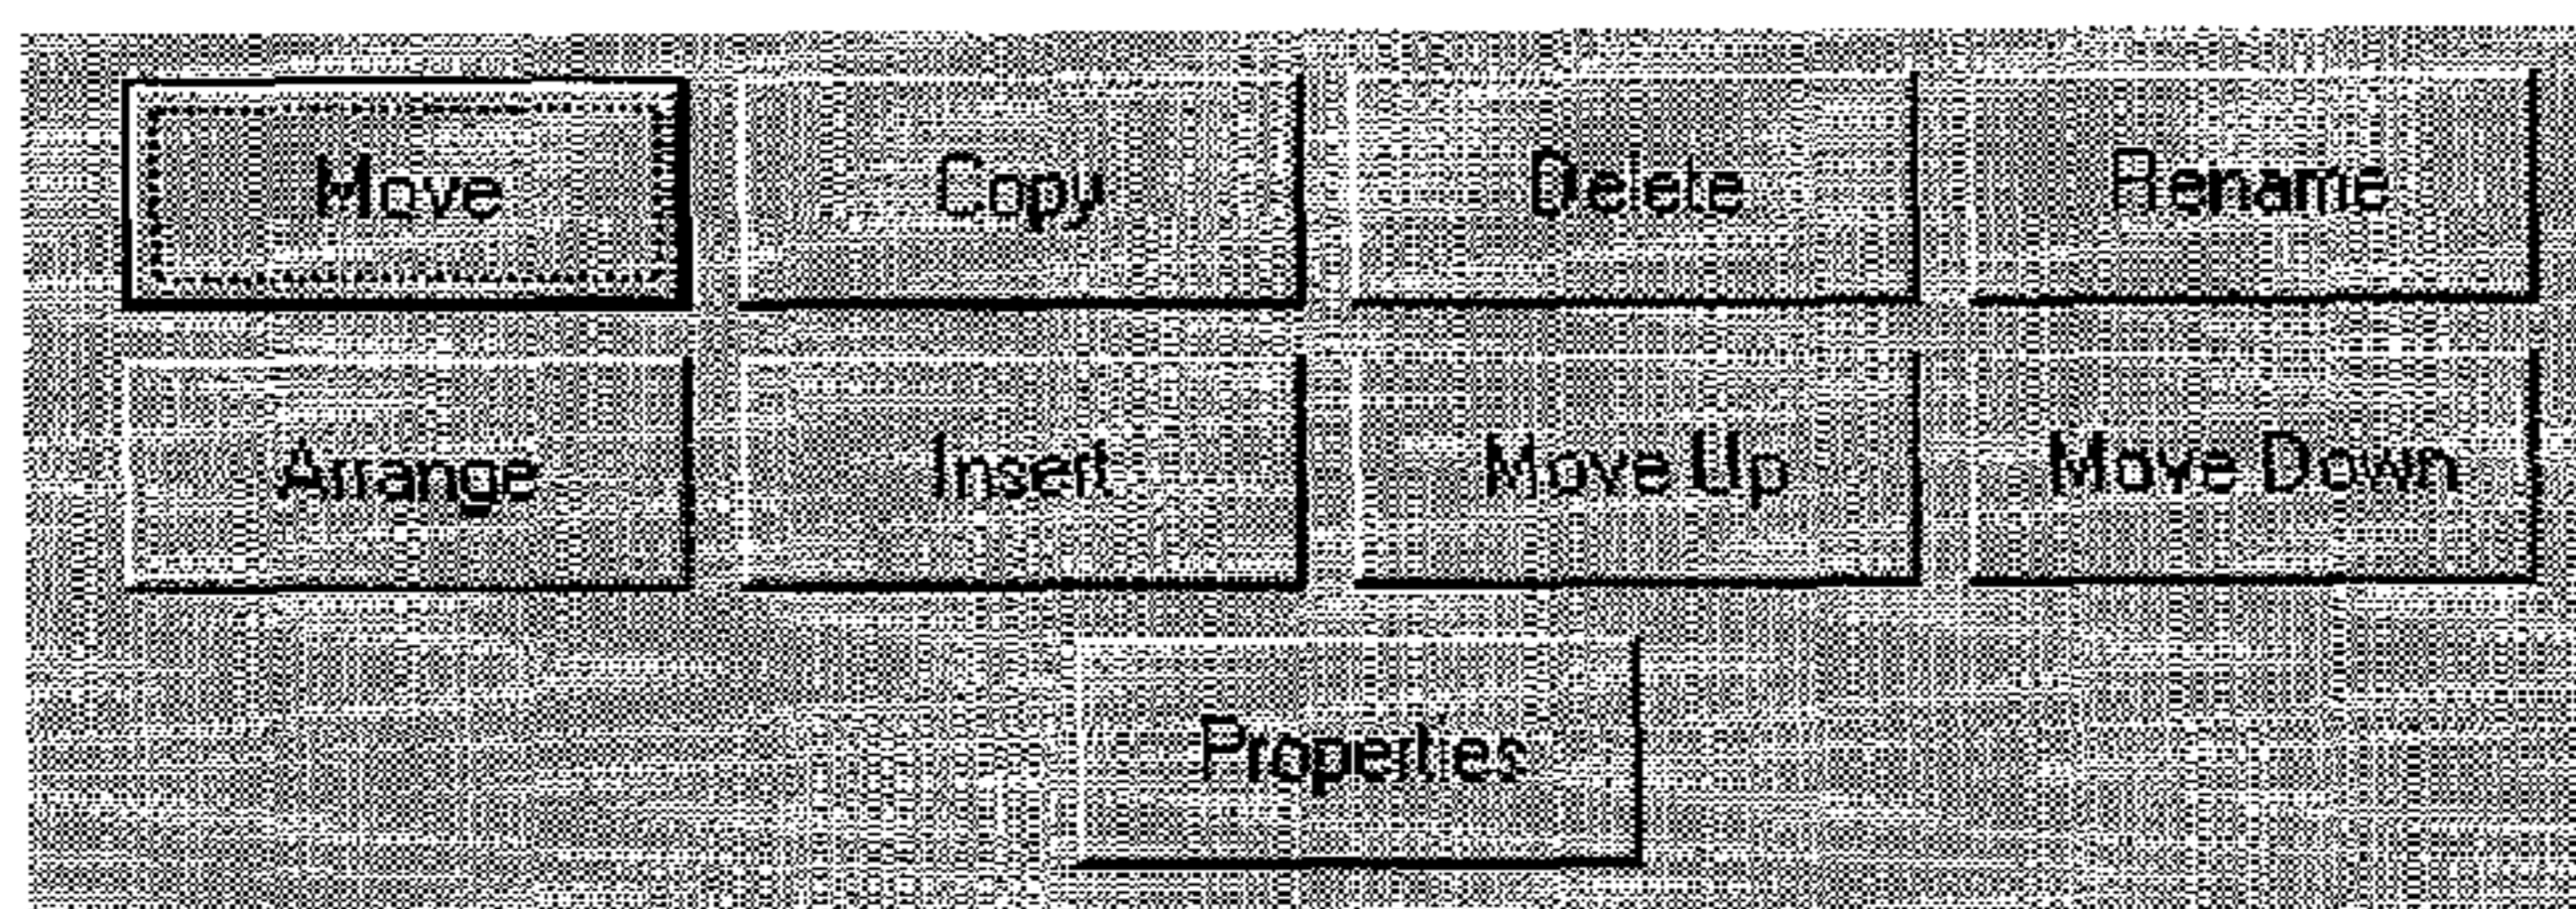 Move Copy Delete Rename
Arrange Insert Move Up Move Down
Properties